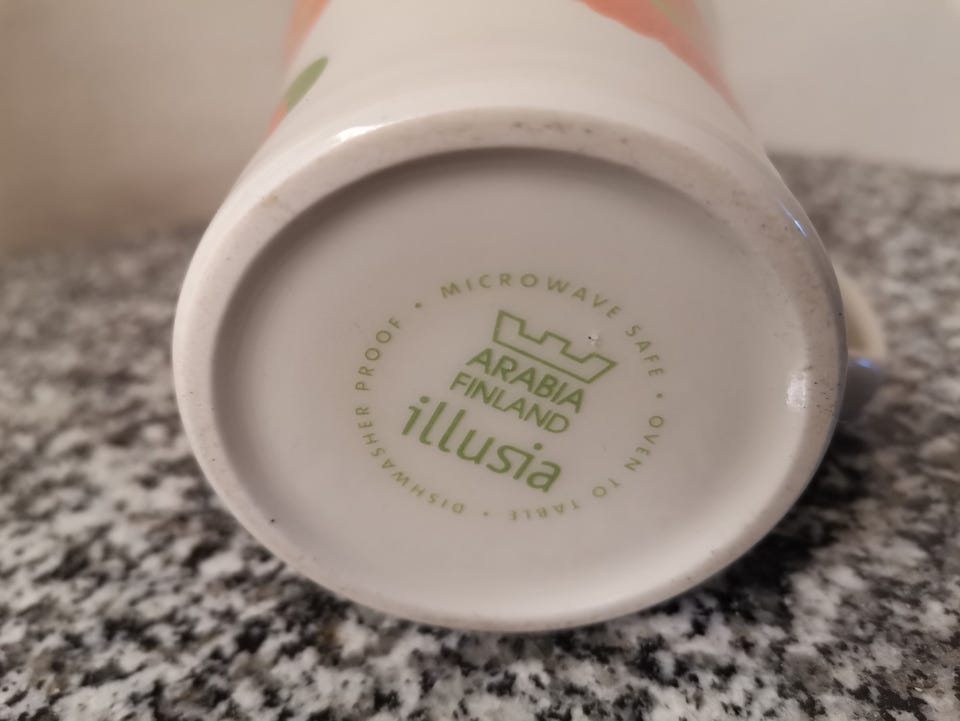 • MICROWAVE SAFE • OVEN TO TABLE • DISHWASHER PROOF
ARABIA
FINLAND
illusia